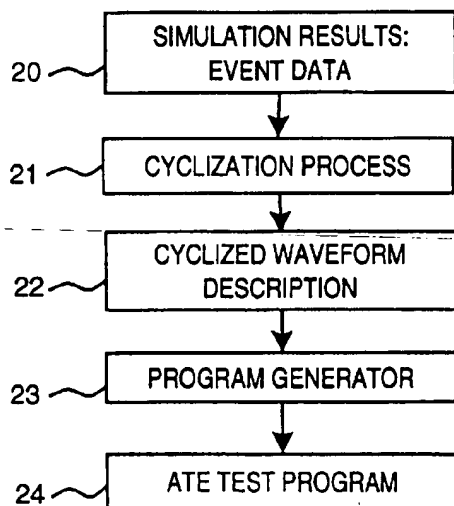 SIMULATION RESULTS:
EVENT DATA
20
CYCLIZATION PROCESS
21
CYCLIZED WAVEFORM
DESCRIPTION
22
PROGRAM GENERATOR
23
ATE TEST PROGRAM
24